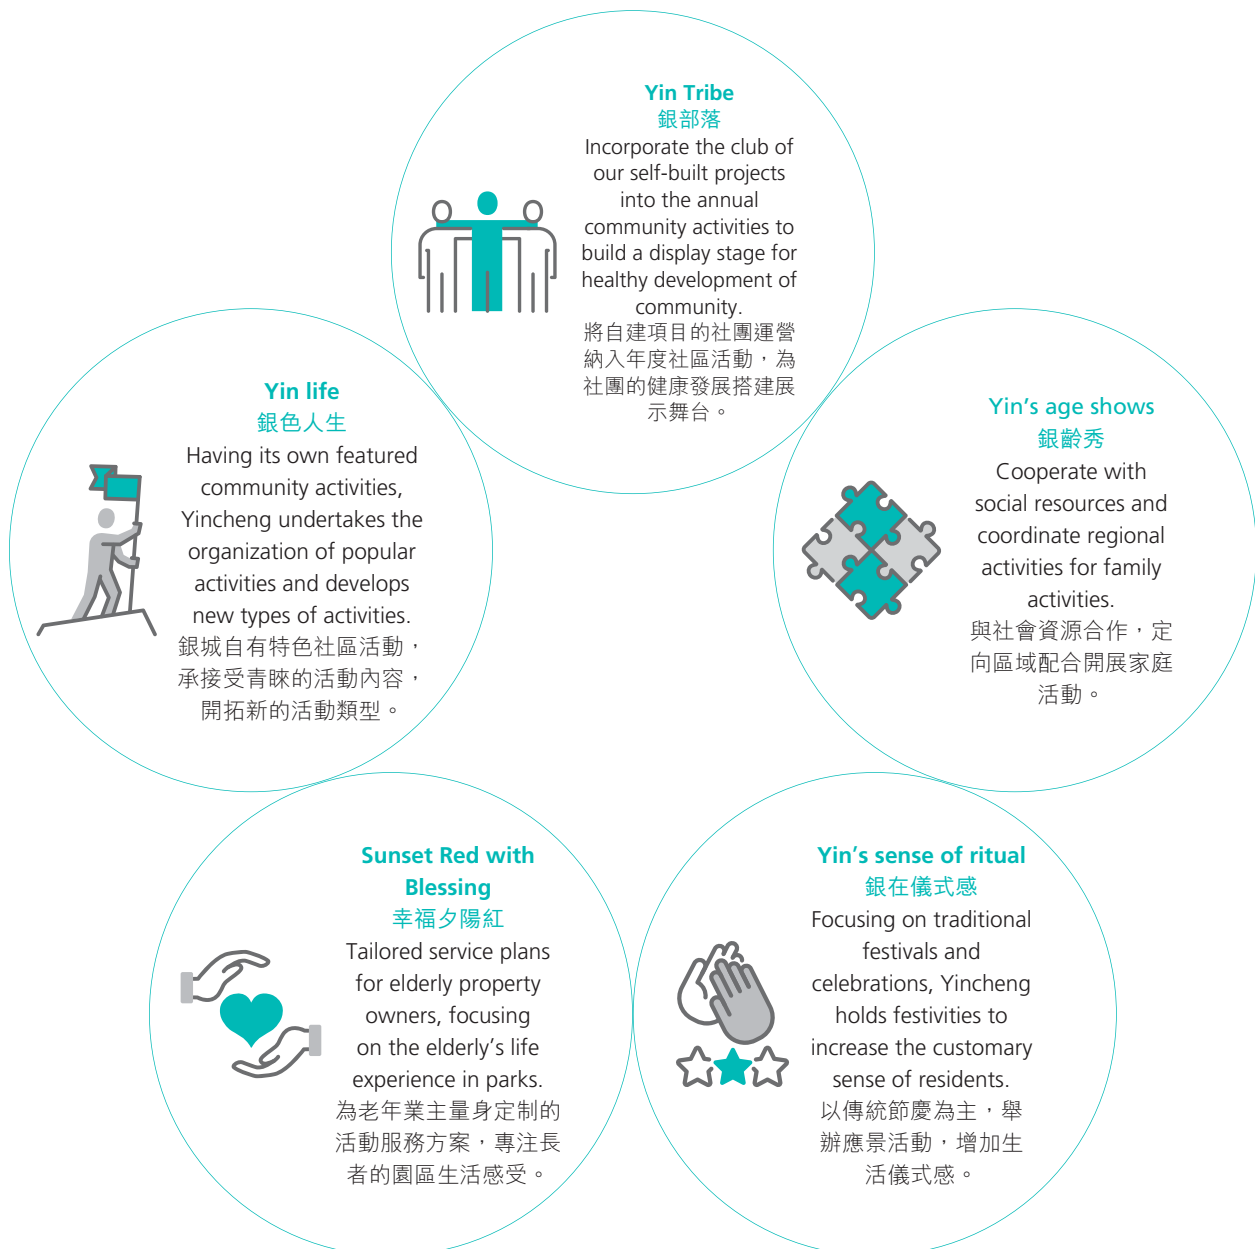 Yin Tribe
銀部落
Incorporate the club of
our self-built projects
into the annual
community activities to
build a display stage for
healthy development of
community.
將自建項目的社團運營
納入年度社區活動，為
社團的健康發展搭建展
示舞台。
Yin life
銀色人生
Having its own featured
community activities,
Yincheng undertakes the
organization of popular
activities and develops
new types of activities.
銀城自有特色社區活動，
承接受青睞的活動內容，
開拓新的活動類型。
Yin’s age shows
銀齡秀
Cooperate with
social resources and
coordinate regional
activities for family
activities.
與社會資源合作，定
向區域配合開展家庭
活動。
Sunset Red with
Blessing
幸福夕陽紅
Tailored service plans
for elderly property
owners, focusing
on the elderly’s life
experience in parks.
為老年業主量身定制的
活動服務方案，專注長
者的園區生活感受。
Yin’s sense of ritual
銀在儀式感
Focusing on traditional
festivals and
celebrations, Yincheng
holds festivities to
increase the customary
sense of residents.
以傳統節慶為主，舉
辦應景活動，增加生
活儀式感。